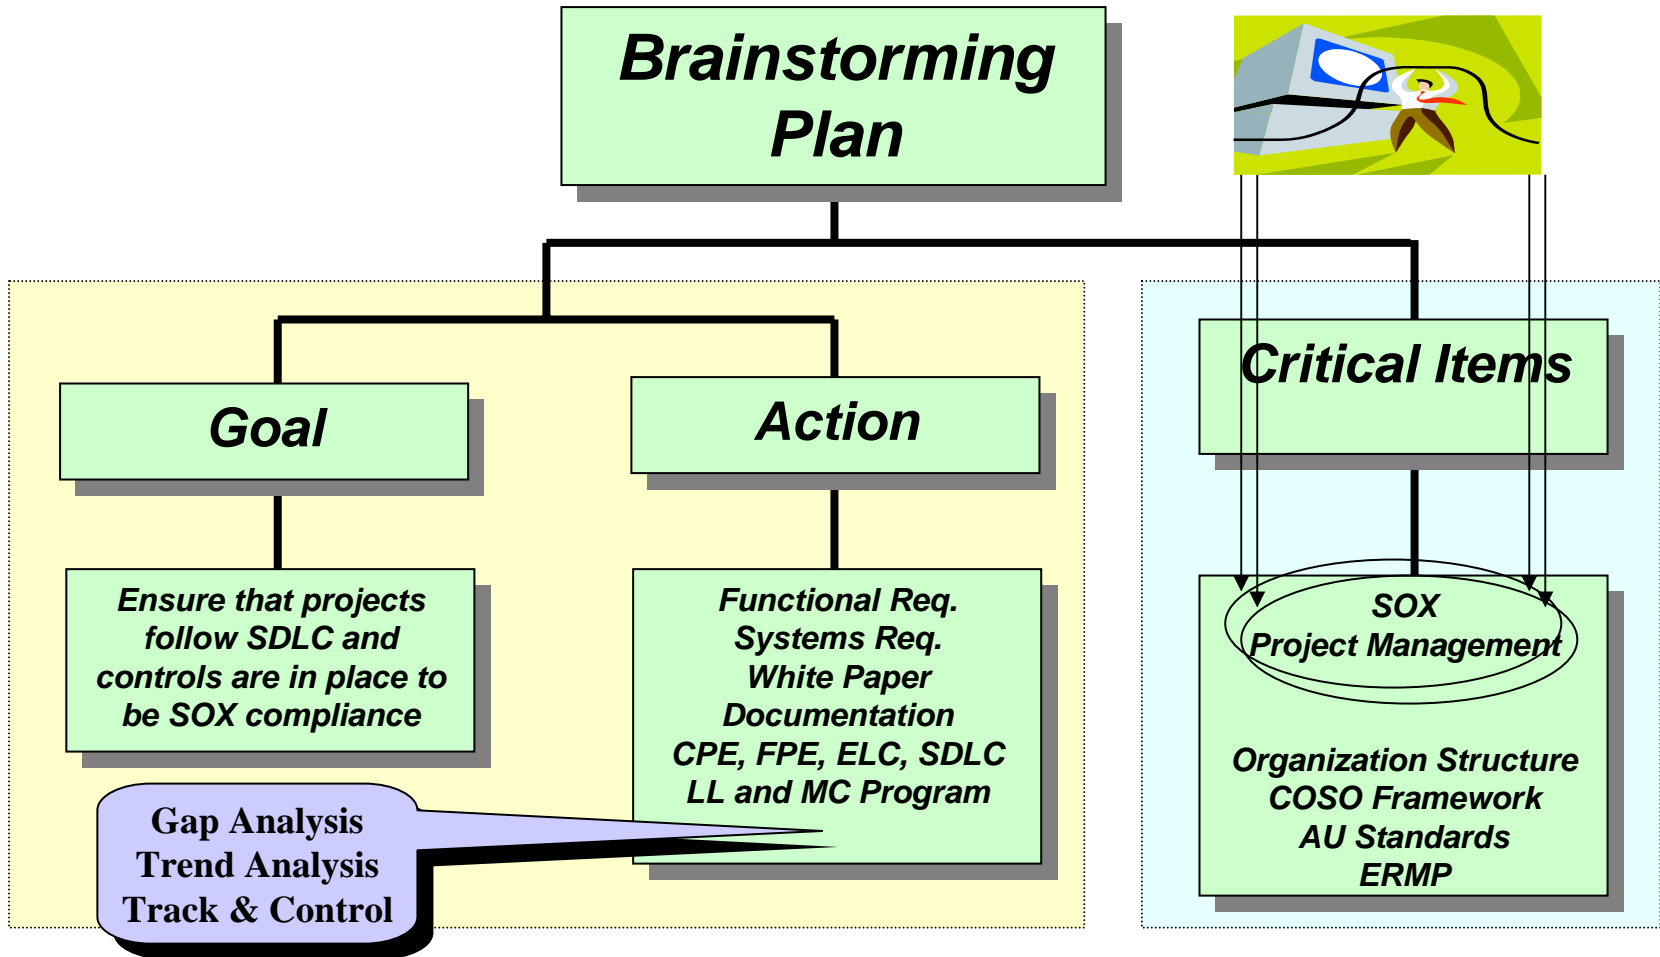 Brainstorming
Plan
Goal
Action
Critical Items
Ensure that projects
follow SDLC and
controls are in place to
be SOX compliance
Functional Req.
Systems Req.
White Paper
Documentation
CPE, FPE, ELC, SDLC
LL and MC Program
Gap Analysis
Trend Analysis
Track & Control
SOX
Project Management
Organization Structure
COSO Framework
AU Standards
ERMP